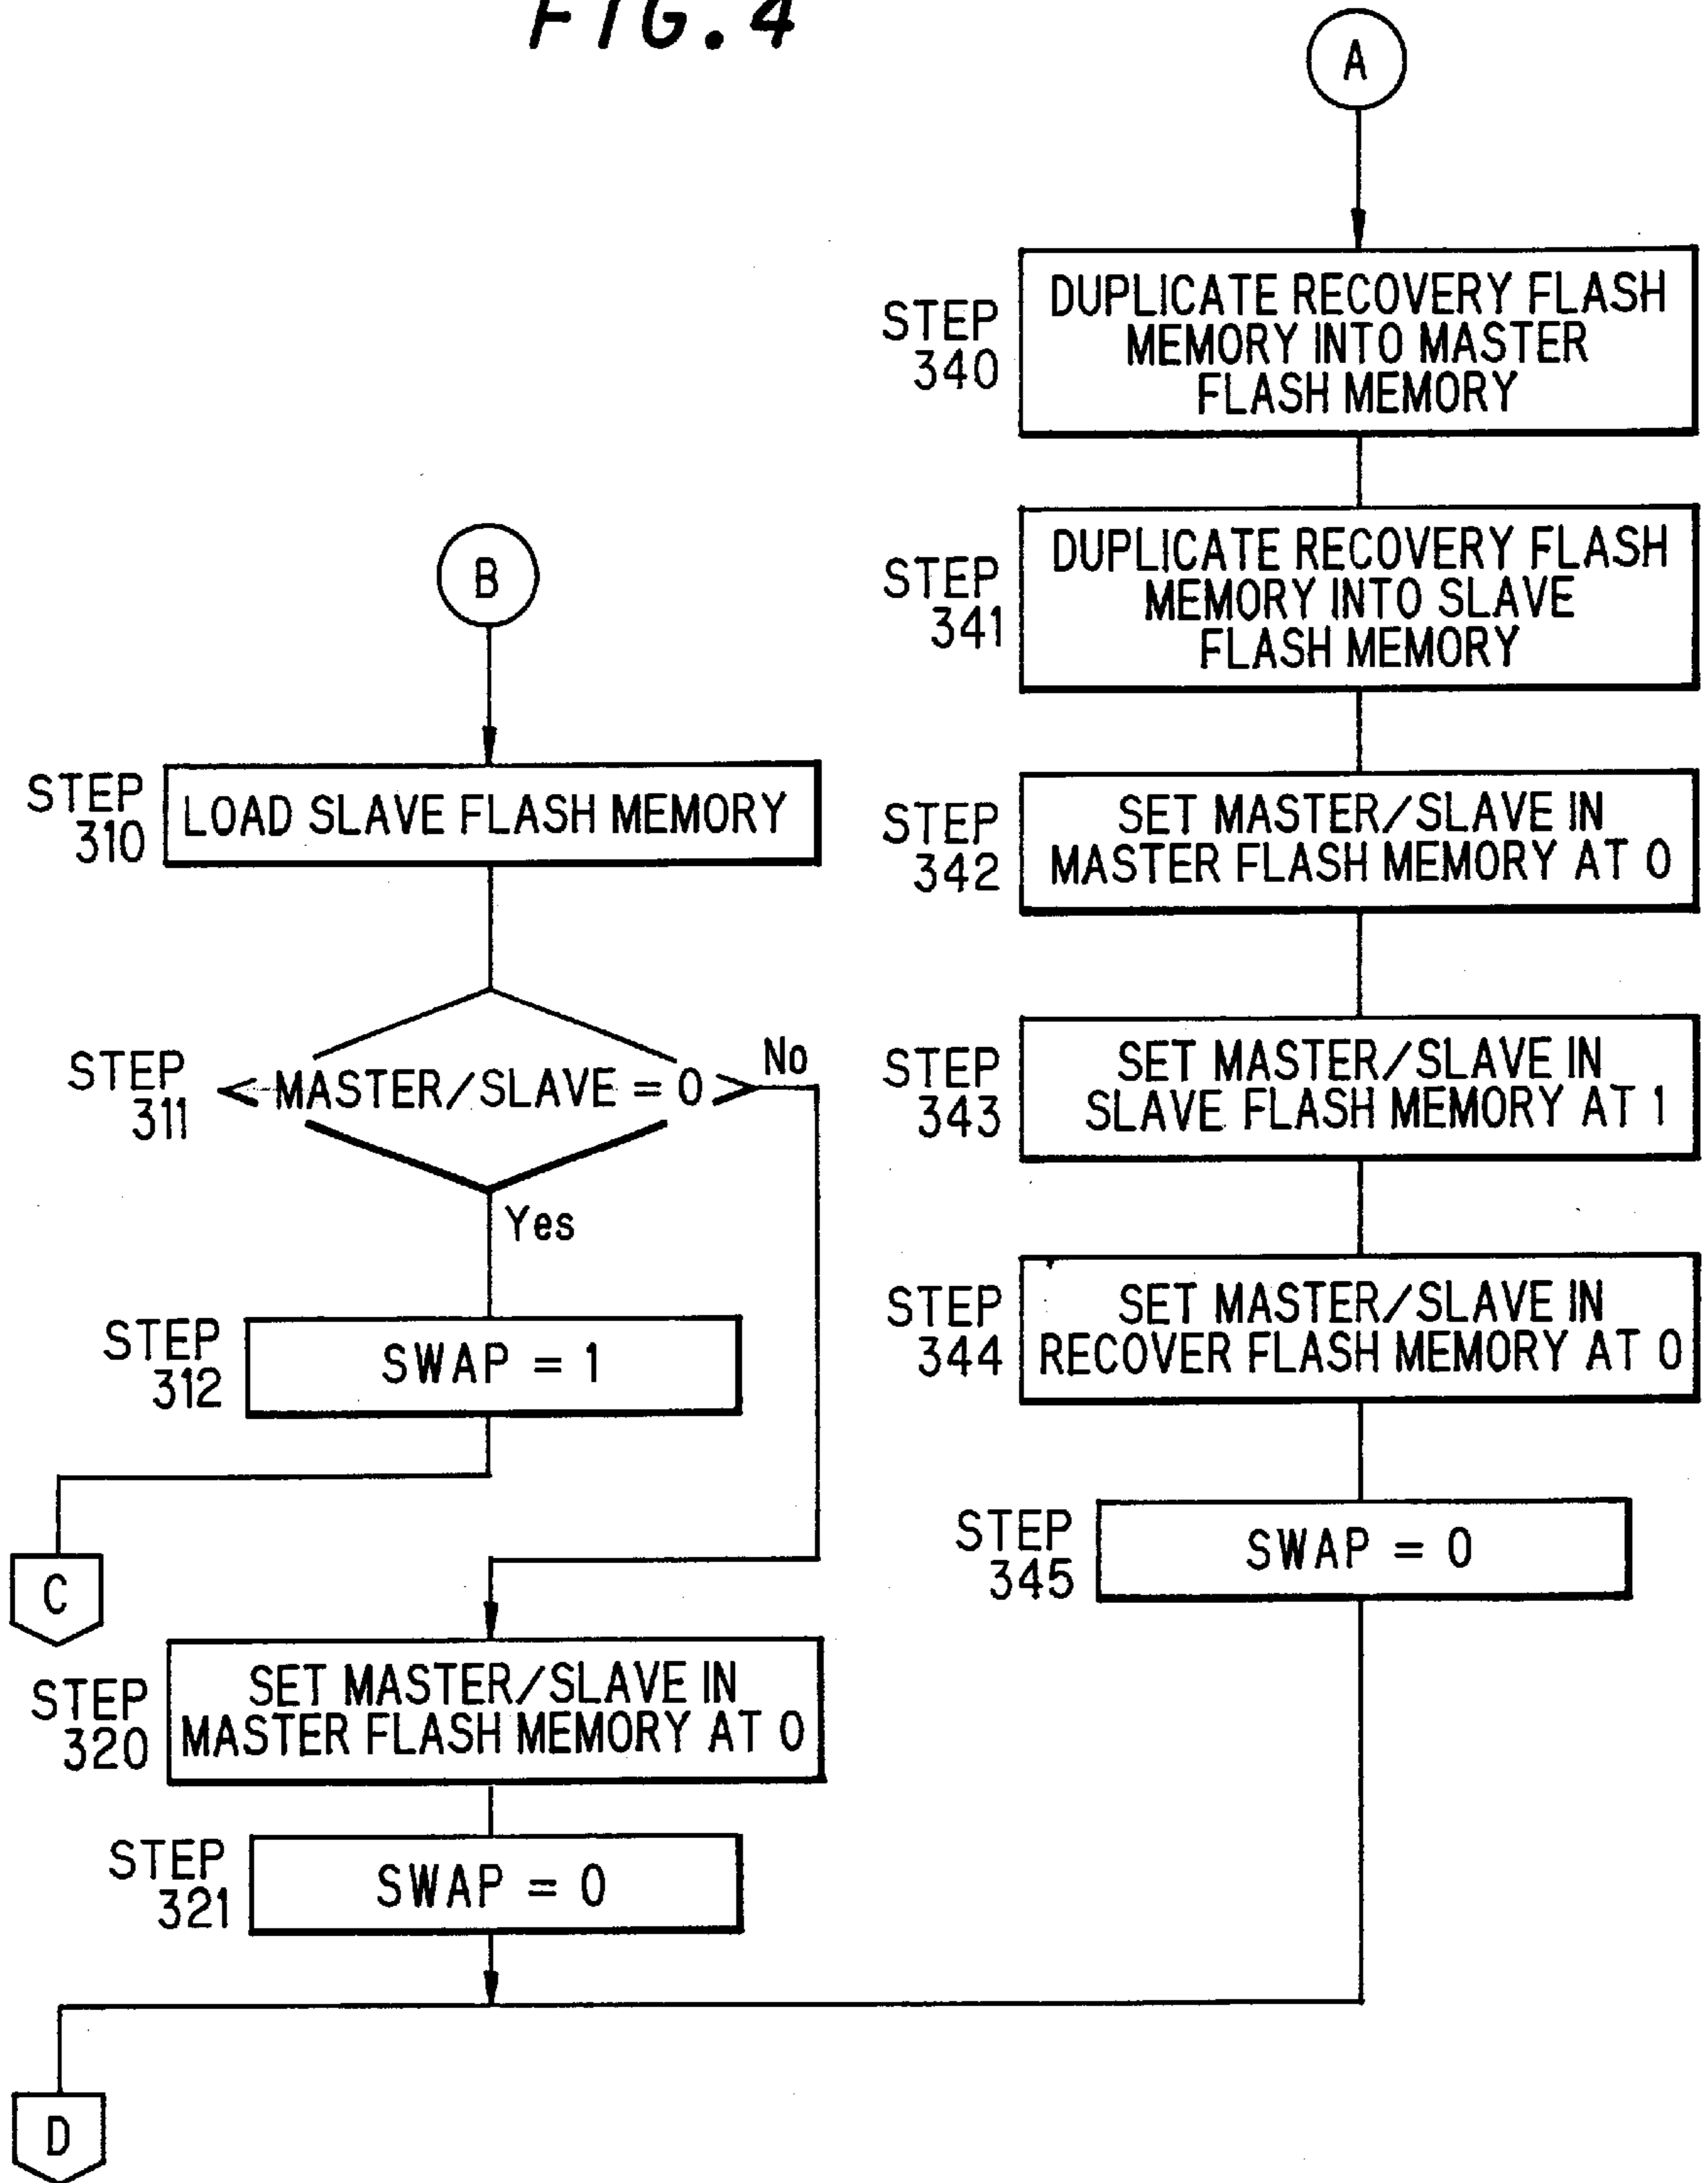 FIG. 4
A
STEP
340
DUPLICATE RECOVERY FLASH
MEMORY INTO MASTER
FLASH MEMORY
STEP
341
DUPLICATE RECOVERY FLASH
MEMORY INTO SLAVE
FLASH MEMORY
STEP
342
SET MASTER/SLAVE IN
MASTER FLASH MEMORY AT 0
STEP
343
SET MASTER/SLAVE IN
SLAVE FLASH MEMORY AT 1
STEP
344
SET MASTER/SLAVE IN
RECOVER FLASH MEMORY AT 0
STEP
345
SWAP = 0
B
STEP
310
LOAD SLAVE FLASH MEMORY
STEP
311
MASTER/SLAVE = 0
No
Yes
STEP
312
SWAP = 1
C
STEP
320
SET MASTER/SLAVE IN
MASTER FLASH MEMORY AT 0
STEP
321
SWAP = 0
D